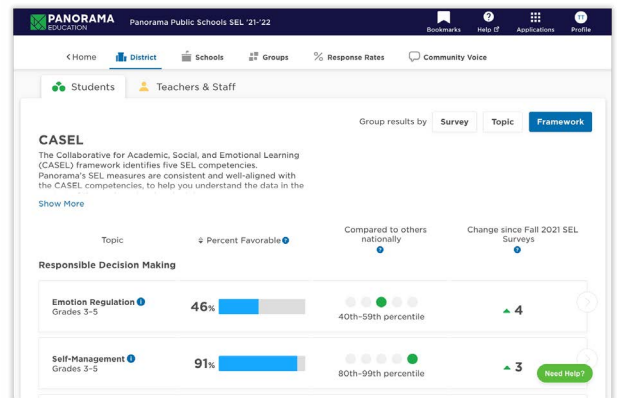 PANORAMA
EDUCATION
Panorama Public Schools SEL '21-'22
Bookmarks
Help
Applications
TT
Profile
Home
District
Schools
Groups
Response Rates
Community Voice
Students
Teachers & Staff
Group results by
Survey
Topic
Framework
CASEL
The Collaborative for Academic, Social, and Emotional Learning
(CASEL) framework identifies five SEL competencies.
Panorama's SEL measures are consistent and well-aligned with
the CASEL competencies, to help you understand the data in the
Show More
Topic
Percent Favorable
Compared to others
nationally
Change since Fall 2021 SEL
Surveys
Responsible Decision Making
Emotion Regulation
Grades 3-5
46%
40th-59th percentile
4
Self-Management
Grades 3-5
91%
80th-99th percentile
3
Need Help?